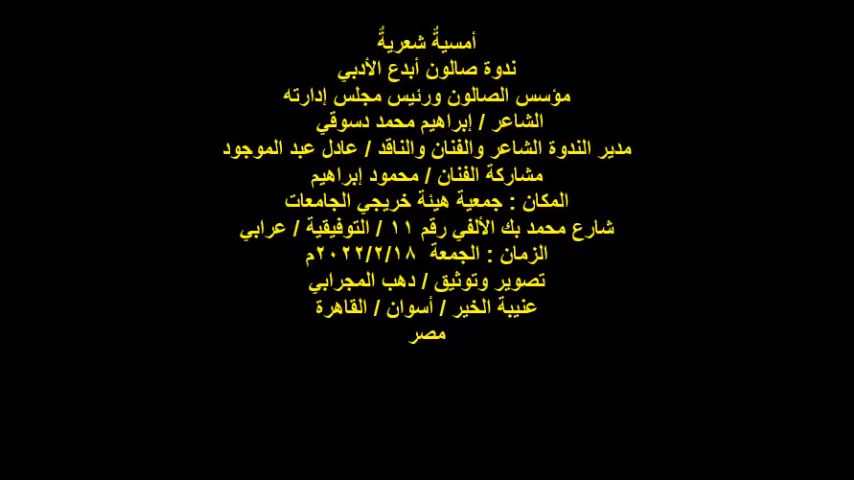 أمسيةٌ شعريةٌ
ندوة صالون أبدع الأدبي
مؤسس الصالون ورئيس مجلس إدارته
الشاعر / إبراهيم محمد دسوقي
مدير الندوة الشاعر والفنان والناقد / عادل عبد الموجود
مشاركة الفنان / محمود إبراهيم
المكان : جمعية هيئة خريجي الجامعات
شارع محمد بك الألفي رقم ١١ / التوفيقية / عرابي
الزمان : الجمعة ٢٠٢٢/٢/١٨م
تصوير وتوثيق / دهب المجرابي
عنيبة الخير / أسوان / القاهرة
مصر